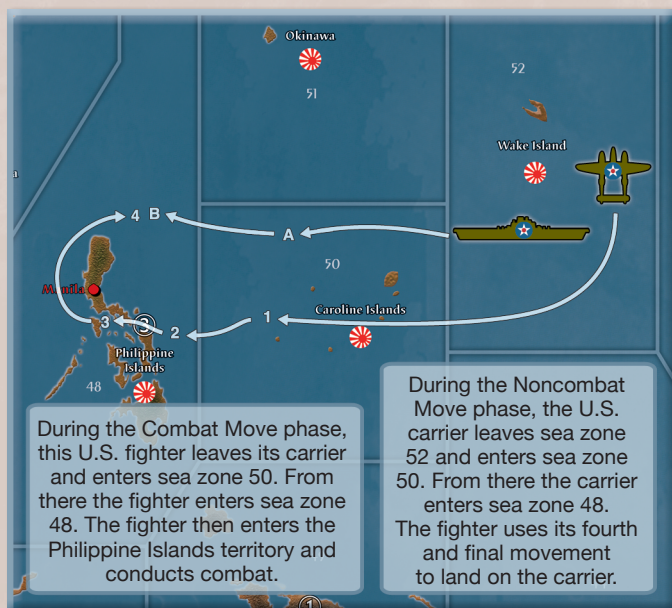 Okinawa
52
51
Wake Island
4 B
A
50
Manila
3
3
2
1
Caroline Islands
Philippine
Islands
48
During the Combat Move phase,
this U.S. fighter leaves its carrier
and enters sea zone 50. From
there the fighter enters sea zone
48. The fighter then enters the
Philippine Islands territory and
conducts combat.
During the Noncombat
Move phase, the U.S.
carrier leaves sea zone
52 and enters sea zone
50. From there the carrier
enters sea zone 48.
The fighter uses its fourth
and final movement
to land on the carrier.
1